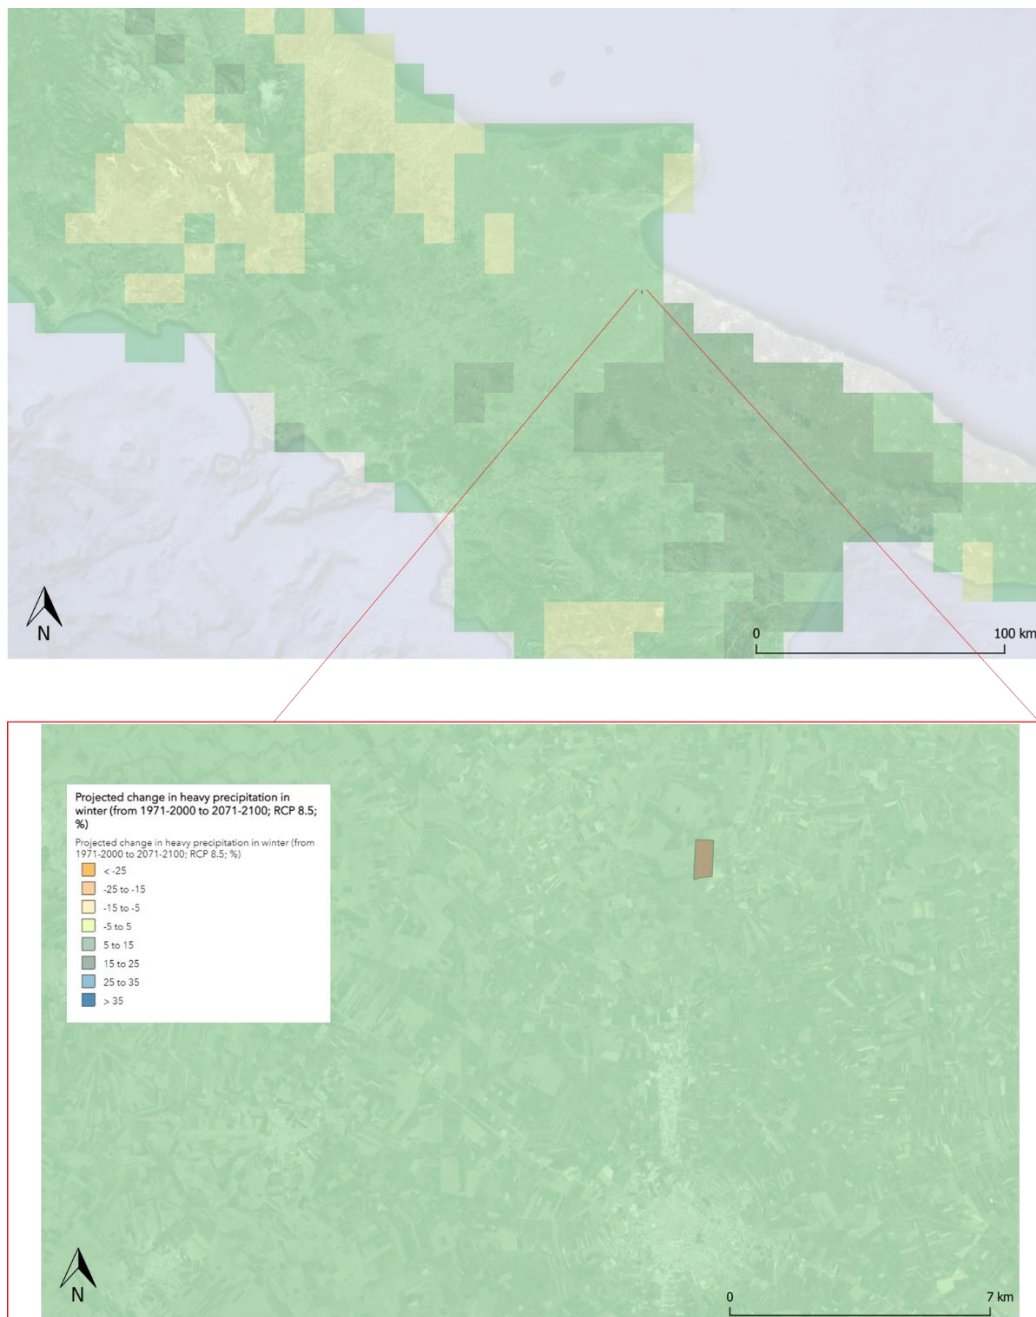 N
0 100 km
Projected change in heavy precipitation in
winter (from 1971-2000 to 2071-2100; RCP 8.5;
%)
Projected change in heavy precipitation in winter (from
1971-2000 to 2071-2100; RCP 8.5; %)
< -25
-25 to -15
-15 to -5
-5 to 5
5 to 15
15 to 25
25 to 35
> 35
N
0 7 km